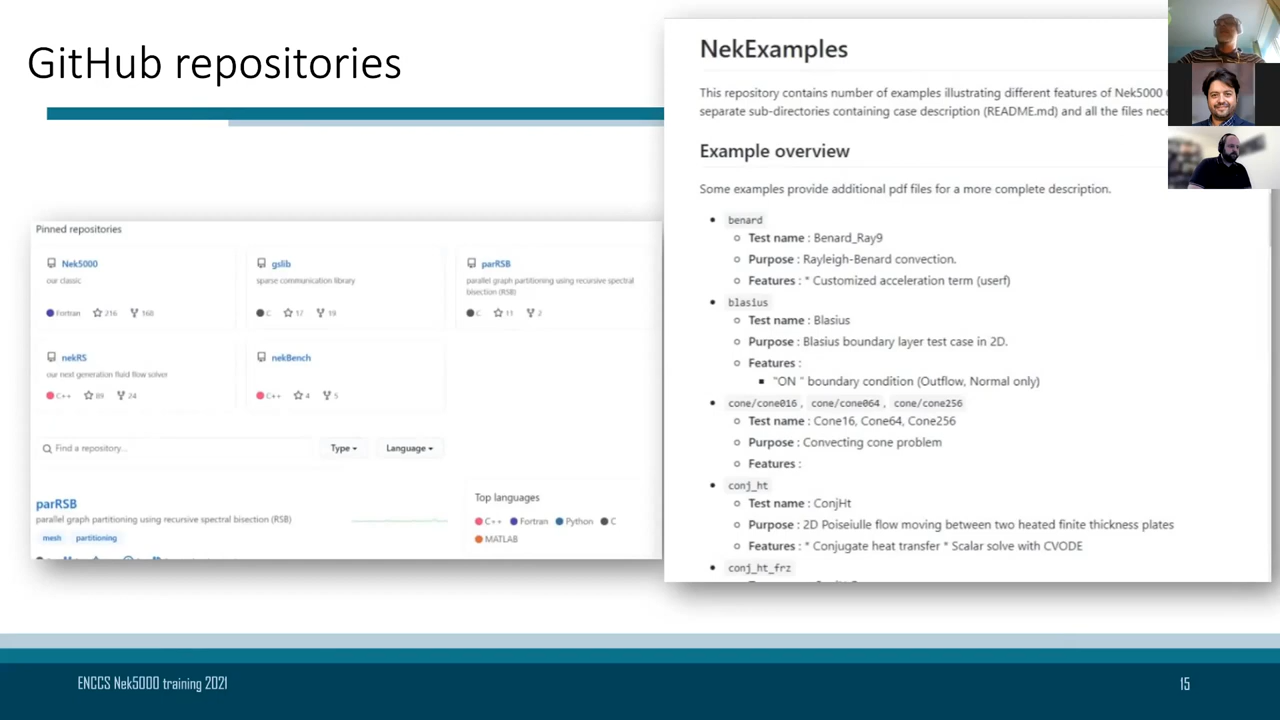 GitHub repositories
Pinned repositories
Nek5000
our classic
Fortran 216 168
gslib
sparse communication library
C 17 19
parRSB
parallel graph partitioning using recursive spectral
bisection (RSB)
C 11 2
nekRS
our next generation fluid flow solver
C++ 89 24
nekBench
C++ 4 5
Find a repository...
Type
Language
parRSB
parallel graph partitioning using recursive spectral bisection (RSB)
mesh partitioning
Top languages
C++ Fortran Python C
MATLAB
NekExamples
This repository contains number of examples illustrating different features of Nek5000
separate sub-directories containing case description (README.md) and all the files
Example overview
Some examples provide additional pdf files for a more complete description.
benard
Test name : Benard_Ray9
Purpose : Rayleigh-Benard convection.
Features : * Customized acceleration term (userf)
blasius
Test name : Blasius
Purpose : Blasius boundary layer test case in 2D.
Features :
"ON " boundary condition (Outflow, Normal only)
cone/cone016 , cone/cone064 , cone/cone256
Test name : Cone16, Cone64, Cone256
Purpose : Convecting cone problem
Features :
conj_ht
Test name : ConjHt
Purpose : 2D Poiseiulle flow moving between two heated finite thickness plates
Features : * Conjugate heat transfer * Scalar solve with CVODE
conj_ht_frz
ENCCS Nek5000 training 2021
15